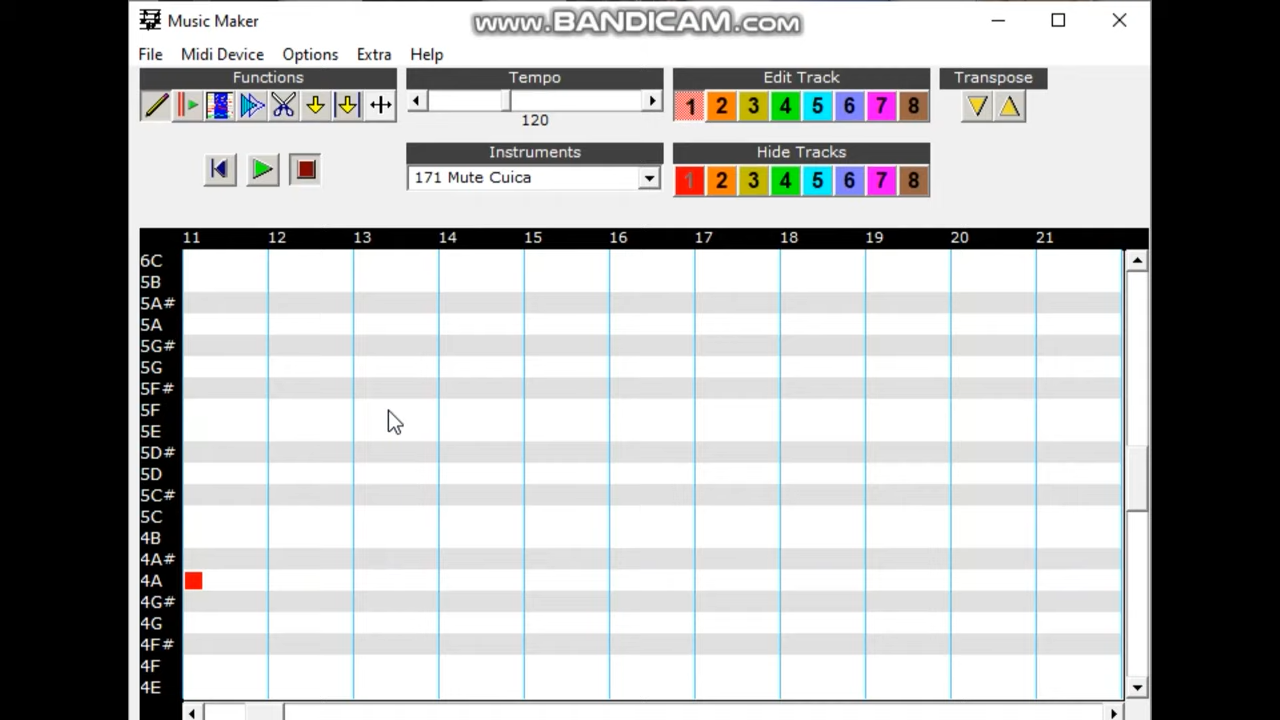 Music Maker
www.BANDICAM.com
File Midi Device Options Extra Help
Functions Tempo Edit Track Transpose
1 2 3 4 5 6 7 8
120
Instruments Hide Tracks
171 Mute Cuica 1 2 3 4 5 6 7 8
11 12 13 14 15 16 17 18 19 20 21
6C
5B
5A#
5A
5G#
5G
5F#
5F
5E
5D#
5D
5C#
5C
4B
4A#
4A
4G#
4G
4F#
4F
4E